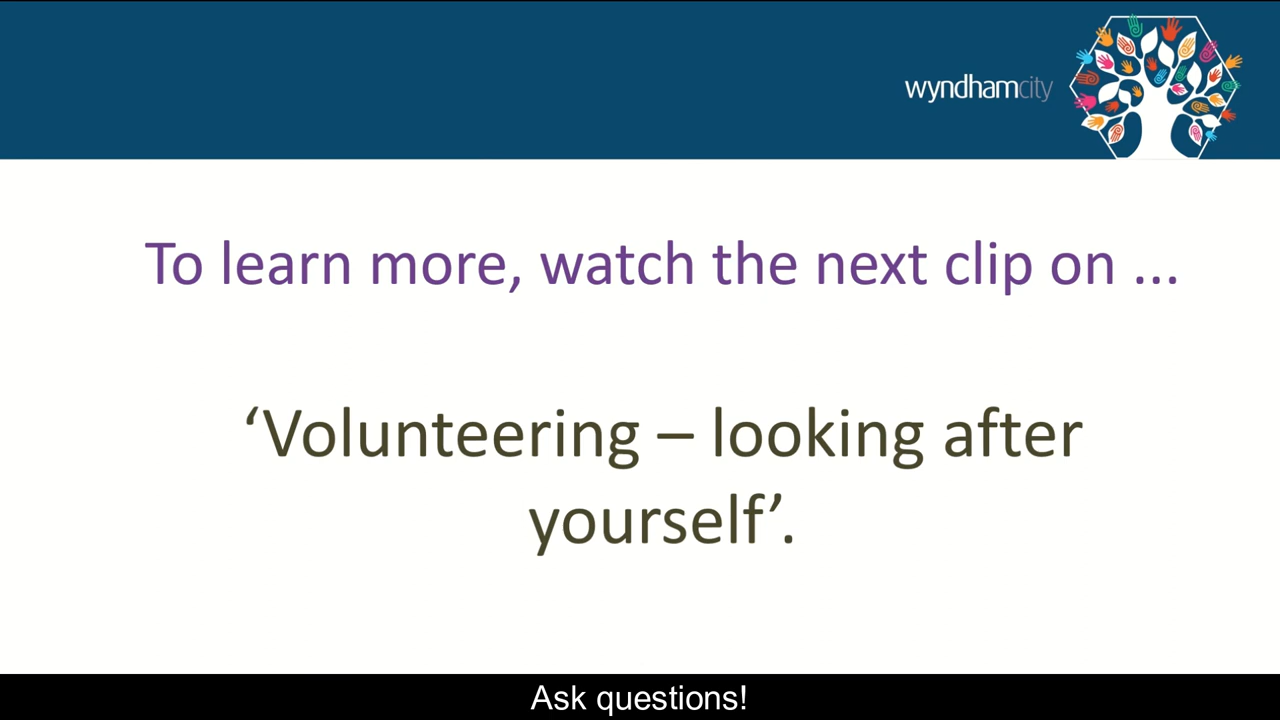 wyndhamcity
To learn more, watch the next clip on ...
‘Volunteering – looking after
yourself’.
Ask questions!